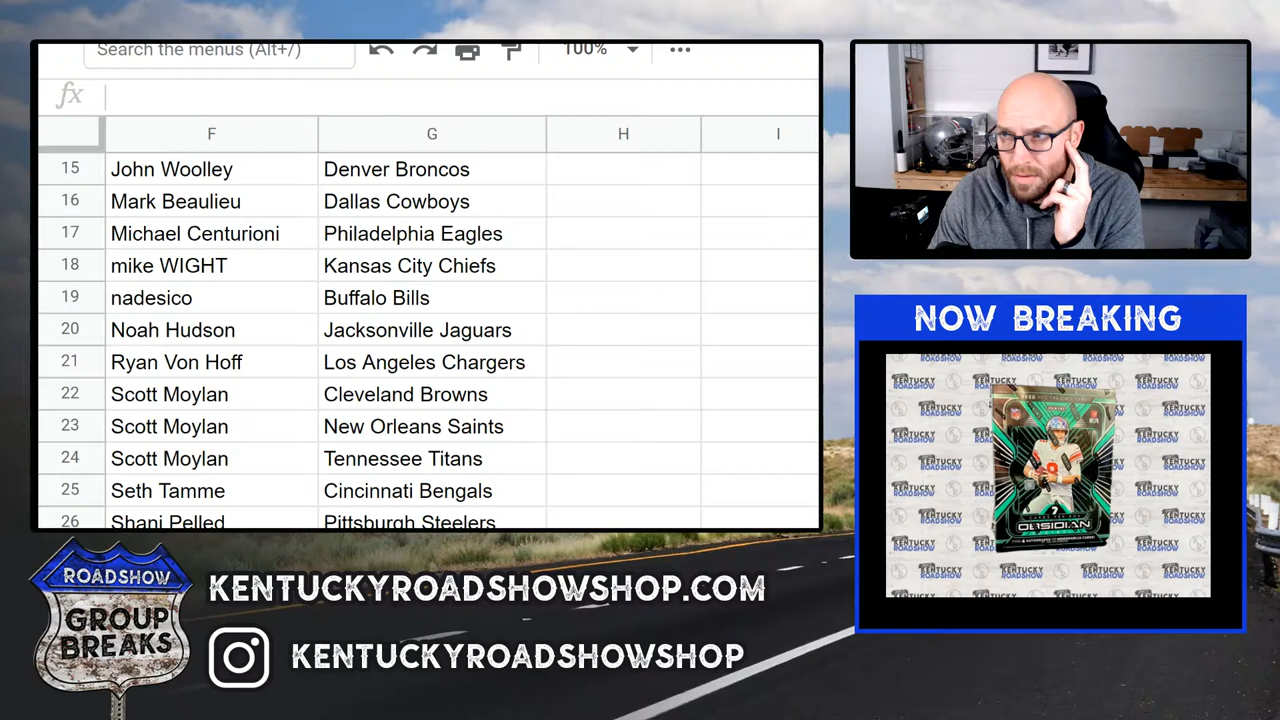 Search the menus (Alt+/)
100%
fx
F G H I
15 John Woolley Denver Broncos
16 Mark Beaulieu Dallas Cowboys
17 Michael Centurioni Philadelphia Eagles
18 mike WIGHT Kansas City Chiefs
19 nadesico Buffalo Bills
20 Noah Hudson Jacksonville Jaguars
21 Ryan Von Hoff Los Angeles Chargers
22 Scott Moylan Cleveland Browns
23 Scott Moylan New Orleans Saints
24 Scott Moylan Tennessee Titans
25 Seth Tamme Cincinnati Bengals
26 Shani Pelled Pittsburgh Steelers
NOW BREAKING
KENTUCKY
ROADSHOW
7
OBSIDIAN
ROADSHOW
GROUP
BREAKS
KENTUCKYROADSHOWSHOP.COM
KENTUCKYROADSHOWSHOP